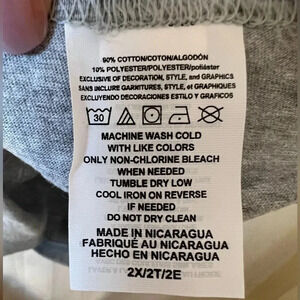 90% COTTON/COTON/ALGODÓN
10% POLYESTER/POLYESTER/poliéster
EXCLUSIVE OF DECORATION, STYLE, and GRAPHICS
SANS INCLURE GARNITURES, STYLE, et GRAPHIQUES
EXCLUYENDO DECORACIONES ESTILO Y GRAFICOS
30
MACHINE WASH COLD
WITH LIKE COLORS
ONLY NON-CHLORINE BLEACH
WHEN NEEDED
TUMBLE DRY LOW
COOL IRON ON REVERSE
IF NEEDED
DO NOT DRY CLEAN
MADE IN NICARAGUA
FABRIQUÉ AU NICARAGUA
HECHO EN NICARAGUA
2X/2T/2E